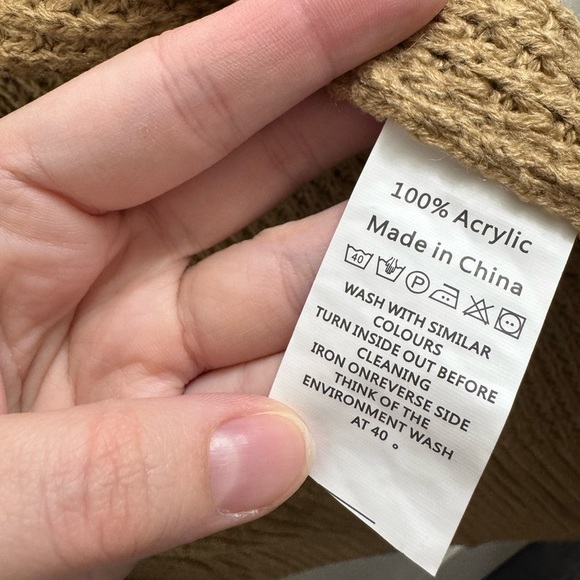 100% Acrylic
Made in China
40 P
WASH WITH SIMILAR
COLOURS
TURN INSIDE OUT BEFORE
CLEANING
IRON ONREVERSE SIDE
THINK OF THE
ENVIRONMENT WASH
AT 40 °